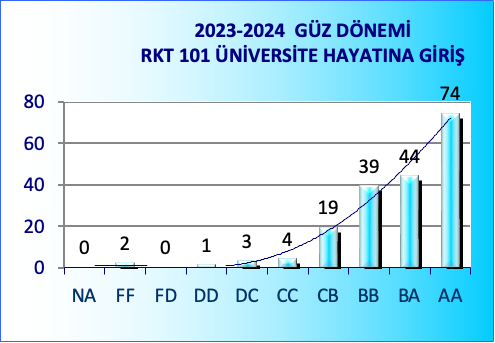 2023-2024 GÜZ DÖNEMİ
RKT 101 ÜNİVERSİTE HAYATINA GİRİŞ
80
60
40
20
0
0 2 0 1 3 4 19 39 44 74
NA FF FD DD DC CC CB BB BA AA